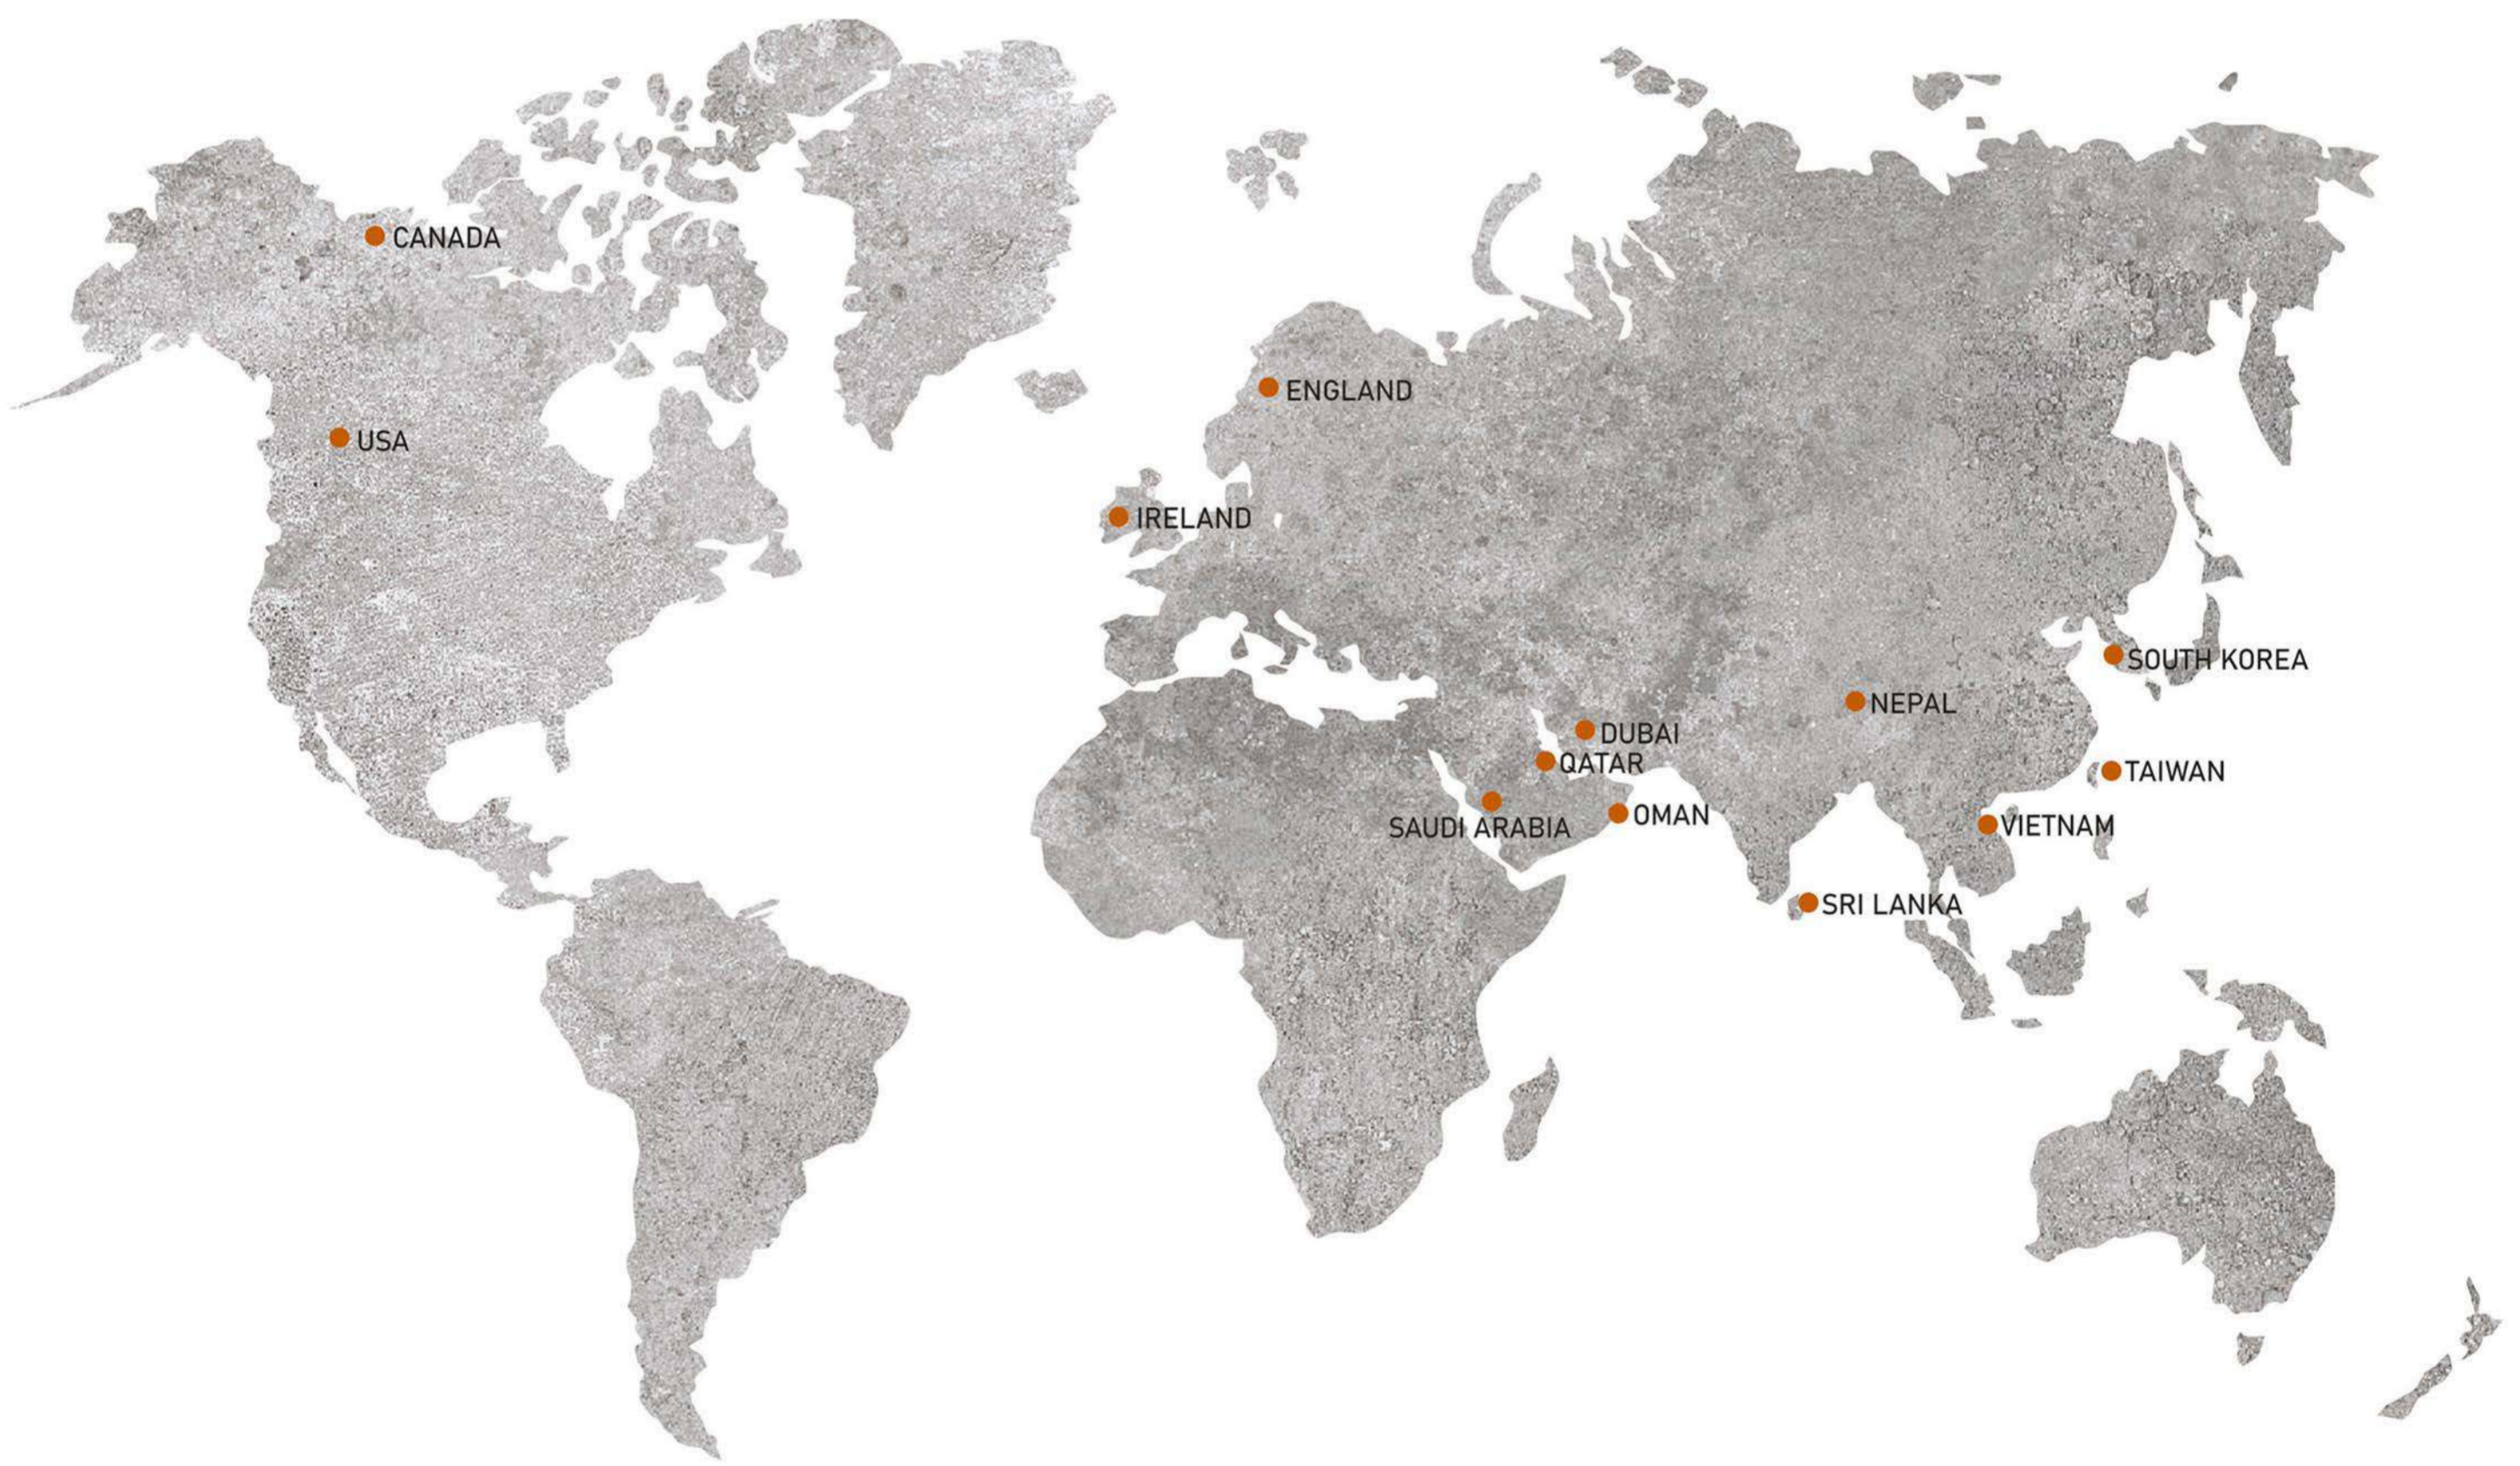 CANADA
ENGLAND
USA
IRELAND
SOUTH KOREA
NEPAL
DUBAI
QATAR
TAIWAN
OMAN
SAUDI ARABIA
VIETNAM
SRI LANKA